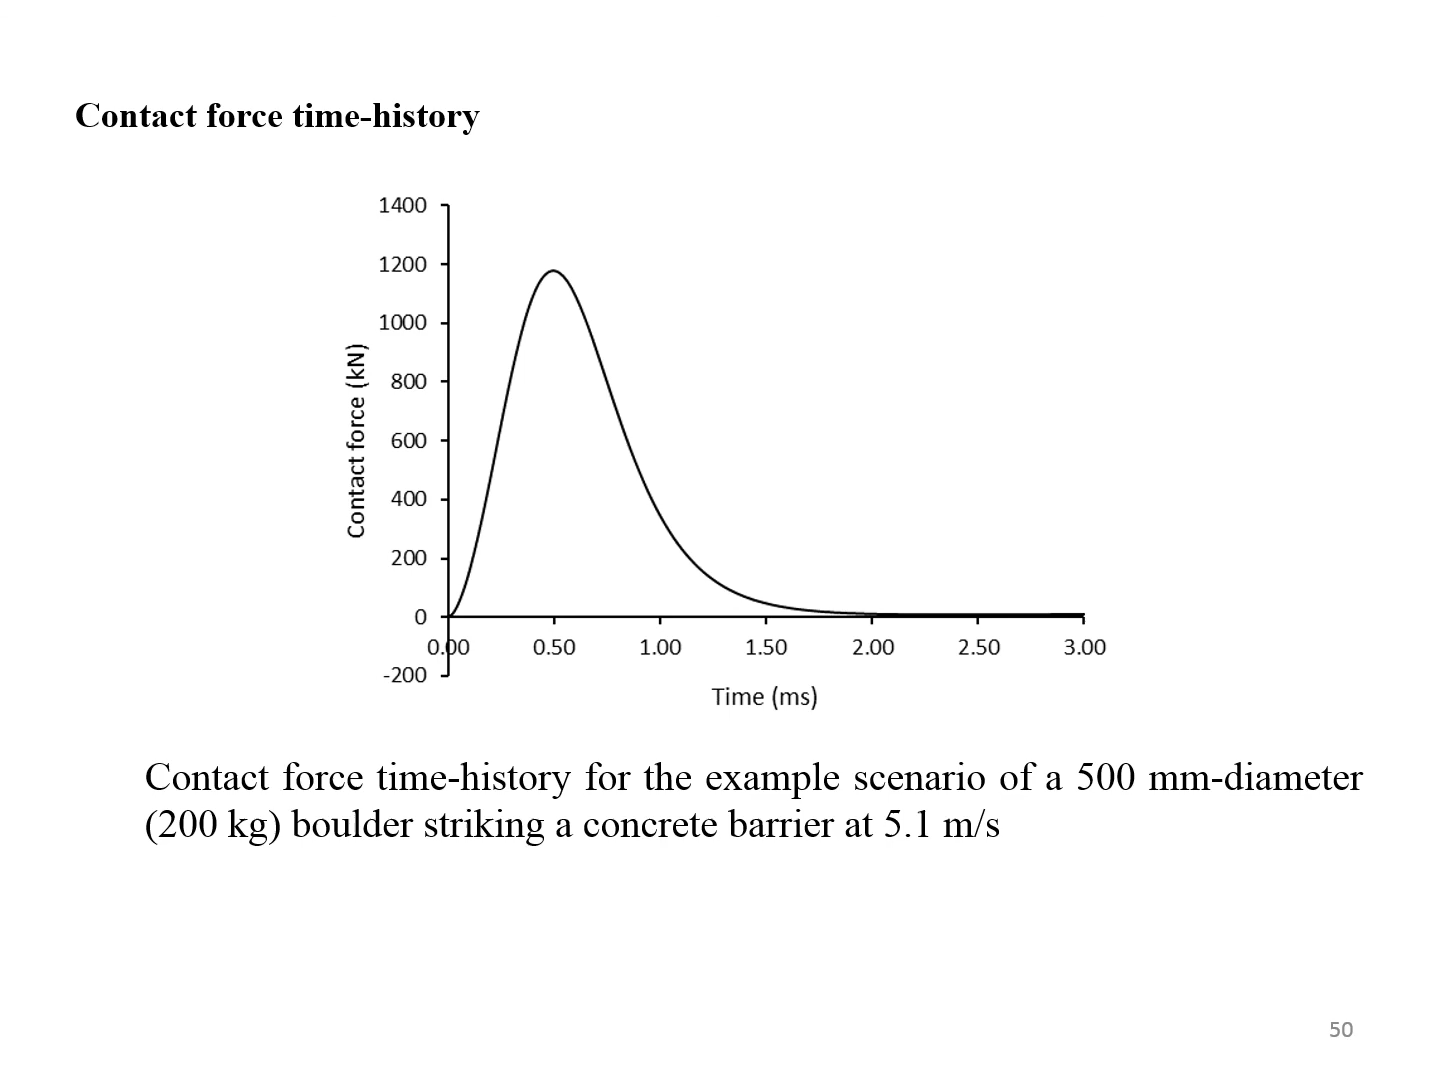 Contact force time-history
1400
1200
1000
800
600
400
200
0
-200
Contact force (kN)
0.00 0.50 1.00 1.50 2.00 2.50 3.00
Time (ms)
Contact force time-history for the example scenario of a 500 mm-diameter
(200 kg) boulder striking a concrete barrier at 5.1 m/s
50